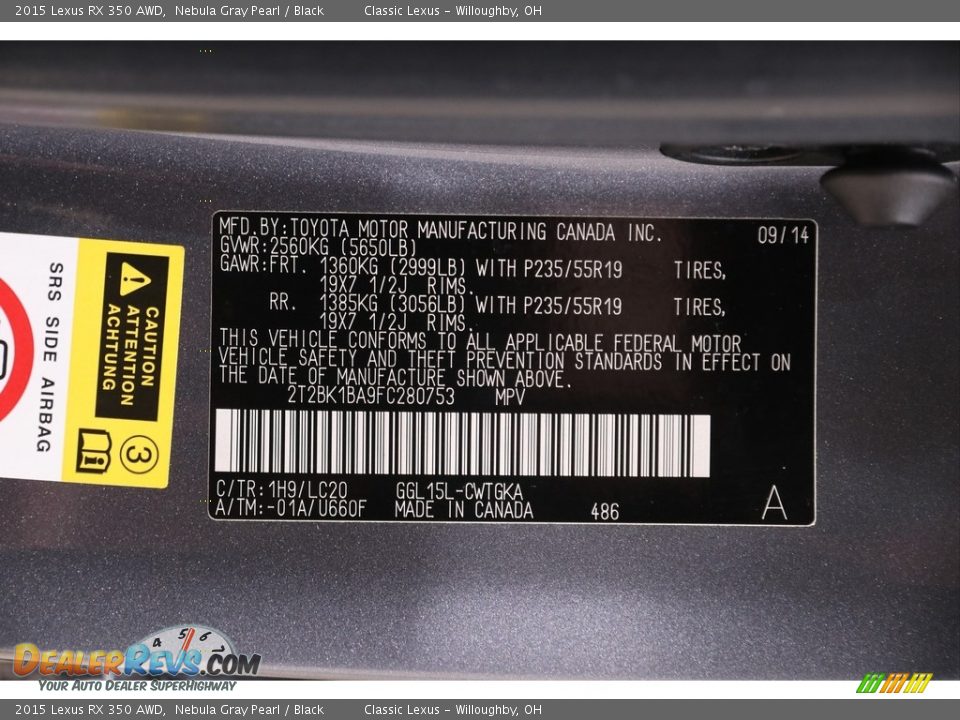 2015 Lexus RX 350 AWD, Nebula Gray Pearl / Black Classic Lexus - Willoughby, OH
MFD.BY:TOYOTA MOTOR MANUFACTURING CANADA INC. 09/14
GVWR:2560KG (5650LB)
GAWR:FRT. 1360KG (2999LB) WITH P235/55R19 TIRES,
19X7 1/2J RIMS.
RR. 1385KG (3056LB) WITH P235/55R19 TIRES,
19X7 1/2J RIMS.
THIS VEHICLE CONFORMS TO ALL APPLICABLE FEDERAL MOTOR
VEHICLE SAFETY AND THEFT PREVENTION STANDARDS IN EFFECT ON
THE DATE OF MANUFACTURE SHOWN ABOVE.
2T2BK1BA9FC280753 MPV
C/TR:1H9/LC20 GGL15L-CWTGKA
A/TM:-01A/U660F MADE IN CANADA 486 A
SRS SIDE AIRBAG
CAUTION
ATTENTION
ACHTUNG
3
4 5 6 7
DEALERREVS.COM
YOUR AUTO DEALER SUPERHIGHWAY
2015 Lexus RX 350 AWD, Nebula Gray Pearl / Black Classic Lexus - Willoughby, OH